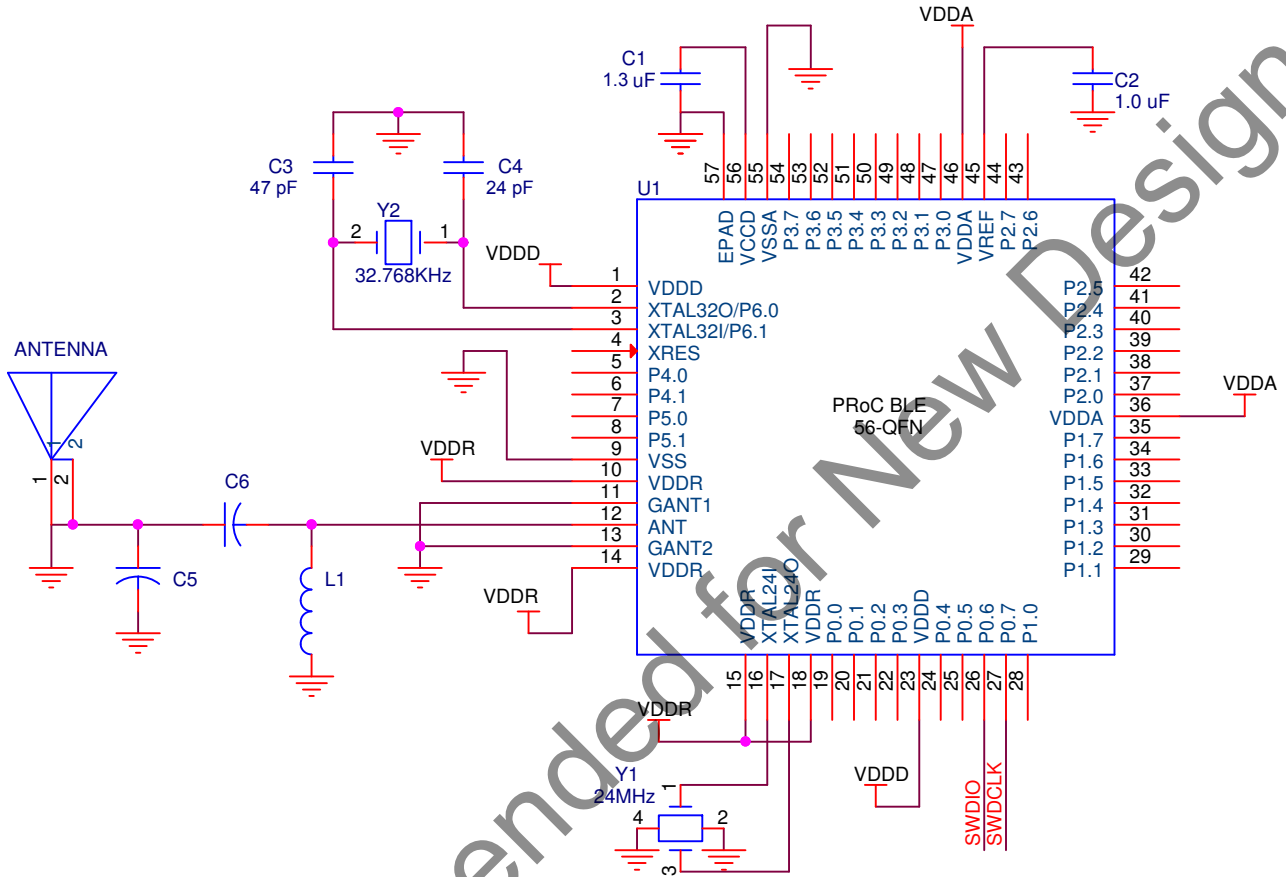 VDDA
C1
1.3 uF
C2
1.0 uF
C3
47 pF
C4
24 pF
Y2
2 1
32.768KHz
U1
57 56 55 54 53 52 51 50 49 48 47 46 45 44 43
EPAD VCCD VSSA P3.7 P3.6 P3.5 P3.4 P3.3 P3.2 P3.1 P3.0 VDDA VREF P2.7 P2.6
VDDD
1 VDDD
2 XTAL32O/P6.0
3 XTAL32I/P6.1
4 XRES
5 P4.0
6 P4.1
7 P5.0
8 P5.1
9 VSS
10 VDDR
11 GANT1
12 ANT
13 GANT2
14 VDDR
P2.5 42
P2.4 41
P2.3 40
P2.2 39
P2.1 38
P2.0 37
VDDA 36
P1.7 35
P1.6 34
P1.5 33
P1.4 32
P1.3 31
P1.2 30
P1.1 29
VDDA
PRoC BLE
56-QFN
ANTENNA
1 2
1 2
VDDR
C6
C5
L1
VDDR
VDDR XTAL24I XTAL24O VDDR P0.0 P0.1 P0.2 P0.3 VDDD P0.4 P0.5 P0.6 P0.7 P1.0
15 16 17 18 19 20 21 22 23 24 25 26 27 28
VDDR
Y1
24MHz
1
4 2
3
VDDD
SWDIO
SWDCLK
ended for New Design